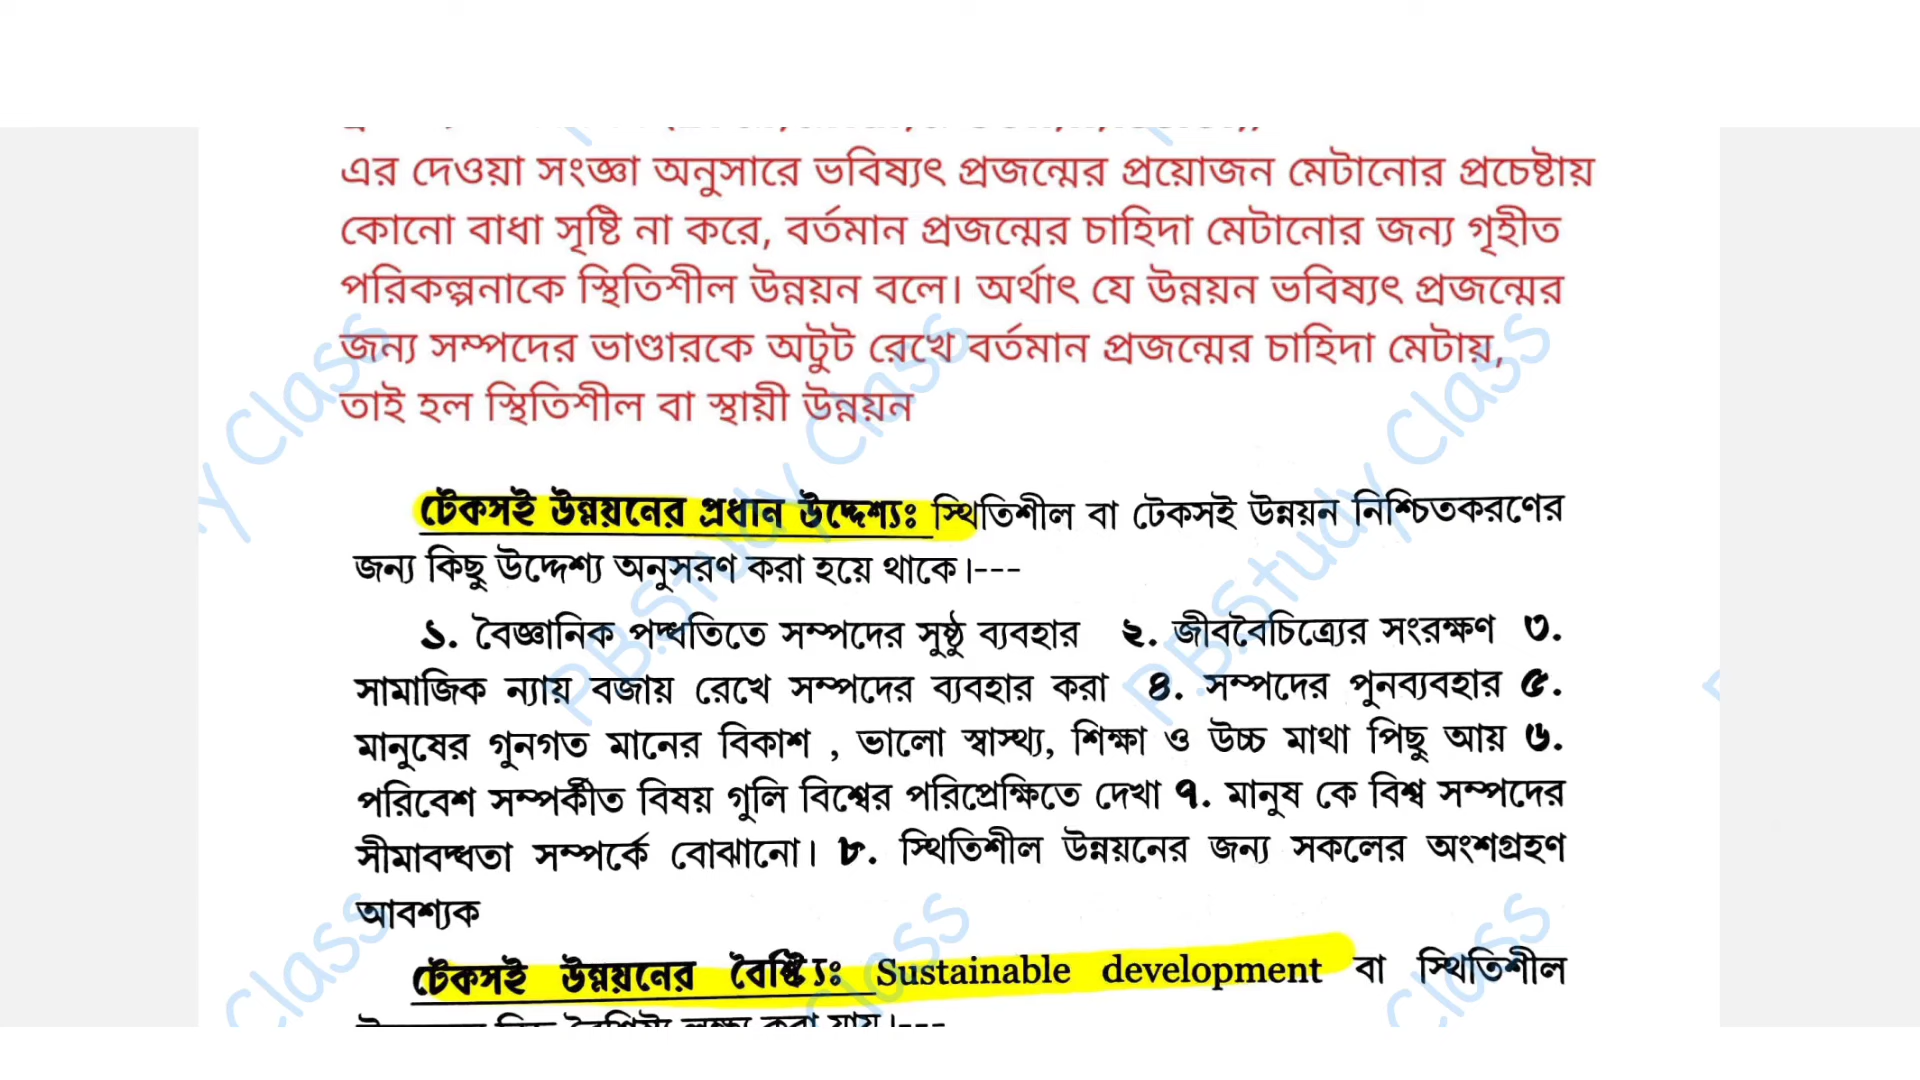 এর দেওয়া সংজ্ঞা অনুসারে ভবিষ্যৎ প্রজন্মের প্রয়োজন মেটানোর প্রচেষ্টায়
কোনো বাধা সৃষ্টি না করে, বর্তমান প্রজন্মের চাহিদা মেটানোর জন্য গৃহীত
পরিকল্পনাকে স্থিতিশীল উন্নয়ন বলে। অর্থাৎ যে উন্নয়ন ভবিষ্যৎ প্রজন্মের
জন্য সম্পদের ভাণ্ডারকে অটুট রেখে বর্তমান প্রজন্মের চাহিদা মেটায়,
তাই হল স্থিতিশীল বা স্থায়ী উন্নয়ন
টেকসই উন্নয়নের প্রধান উদ্দেশ্যঃ স্থিতিশীল বা টেকসই উন্নয়ন নিশ্চিতকরণের
জন্য কিছু উদ্দেশ্য অনুসরণ করা হয়ে থাকে।---
১. বৈজ্ঞানিক পদ্ধতিতে সম্পদের সুষ্ঠু ব্যবহার ২. জীববৈচিত্র্যের সংরক্ষণ ৩.
সামাজিক ন্যায় বজায় রেখে সম্পদের ব্যবহার করা ৪. সম্পদের পুনব্যবহার ৫.
মানুষের গুনগত মানের বিকাশ , ভালো স্বাস্থ্য, শিক্ষা ও উচ্চ মাথা পিছু আয় ৬.
পরিবেশ সম্পর্কীত বিষয় গুলি বিশ্বের পরিপ্রেক্ষিতে দেখা ৭. মানুষ কে বিশ্ব সম্পদের
সীমাবদ্ধতা সম্পর্কে বোঝানো। ৮. স্থিতিশীল উন্নয়নের জন্য সকলের অংশগ্রহণ
আবশ্যক
টেকসই উন্নয়নের বৈষ্টিঃ Sustainable development বা স্থিতিশীল
P.B.Study Class
P.B.Study Class